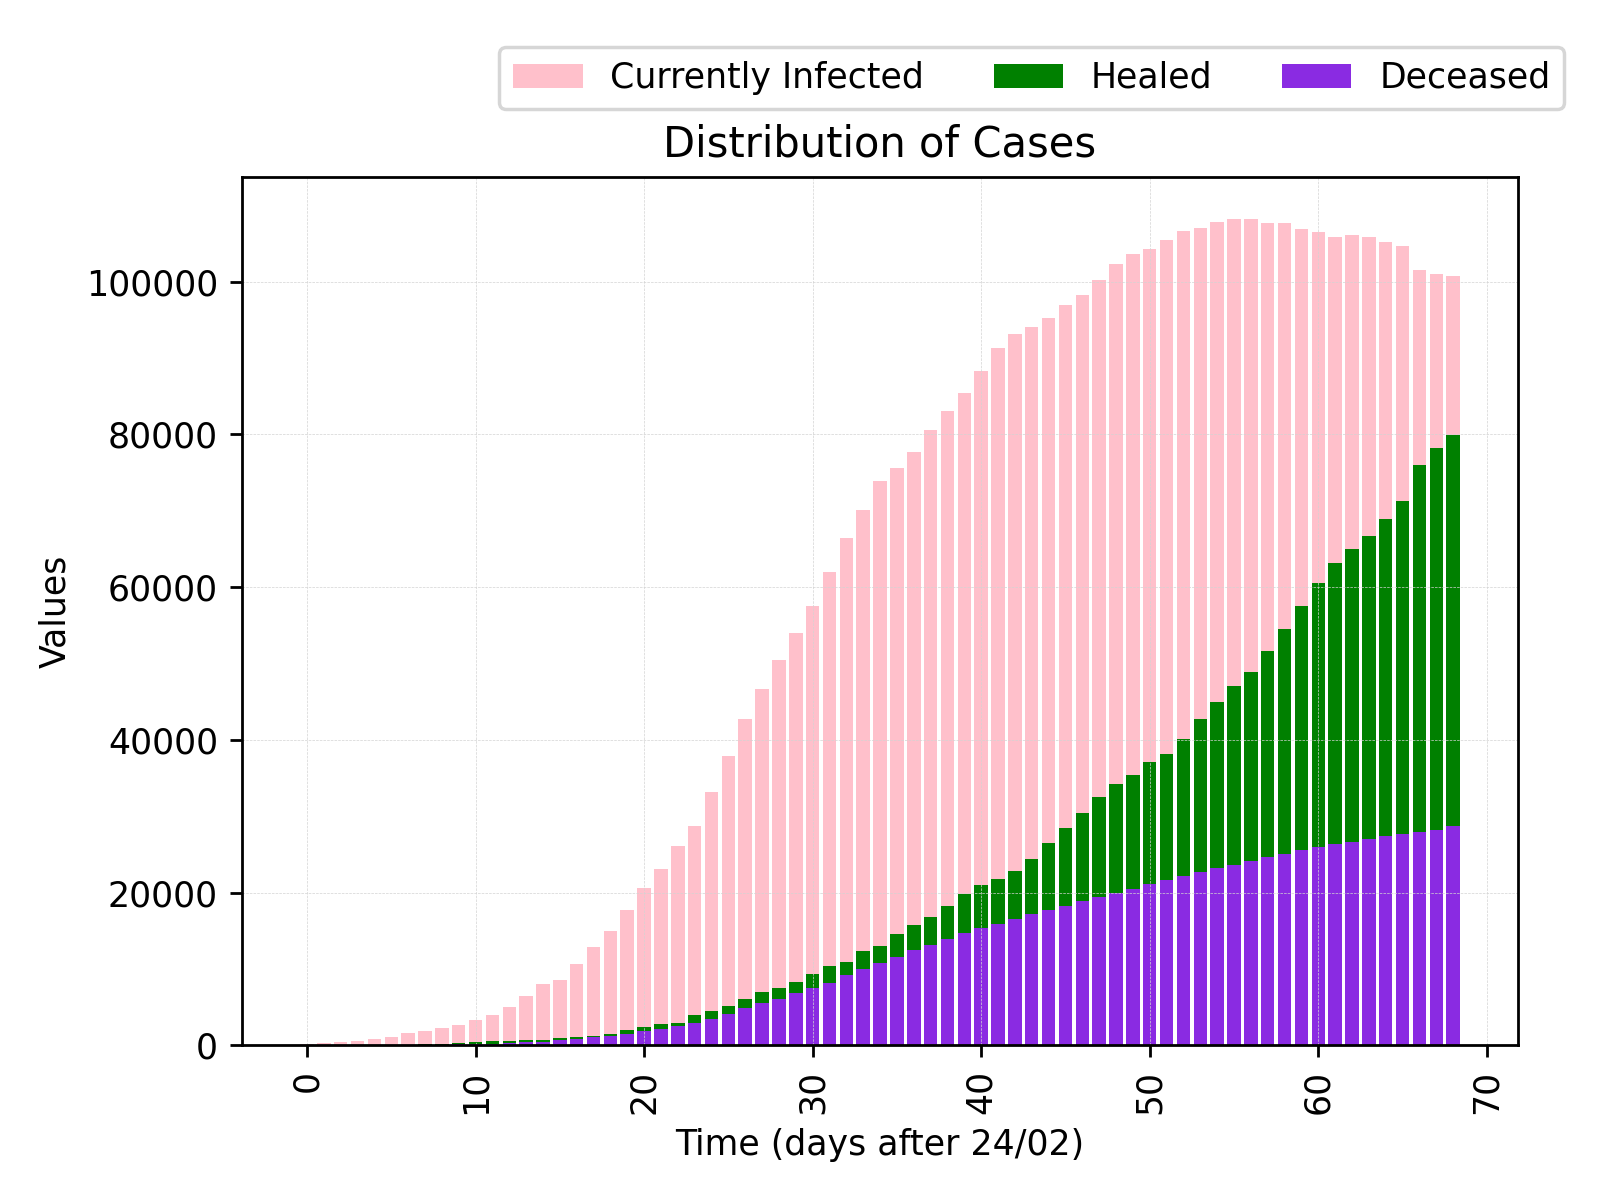 Currently Infected Healed Deceased
Distribution of Cases
100000
80000
60000
40000
20000
0
Values
0 10 20 30 40 50 60 70
Time (days after 24/02)